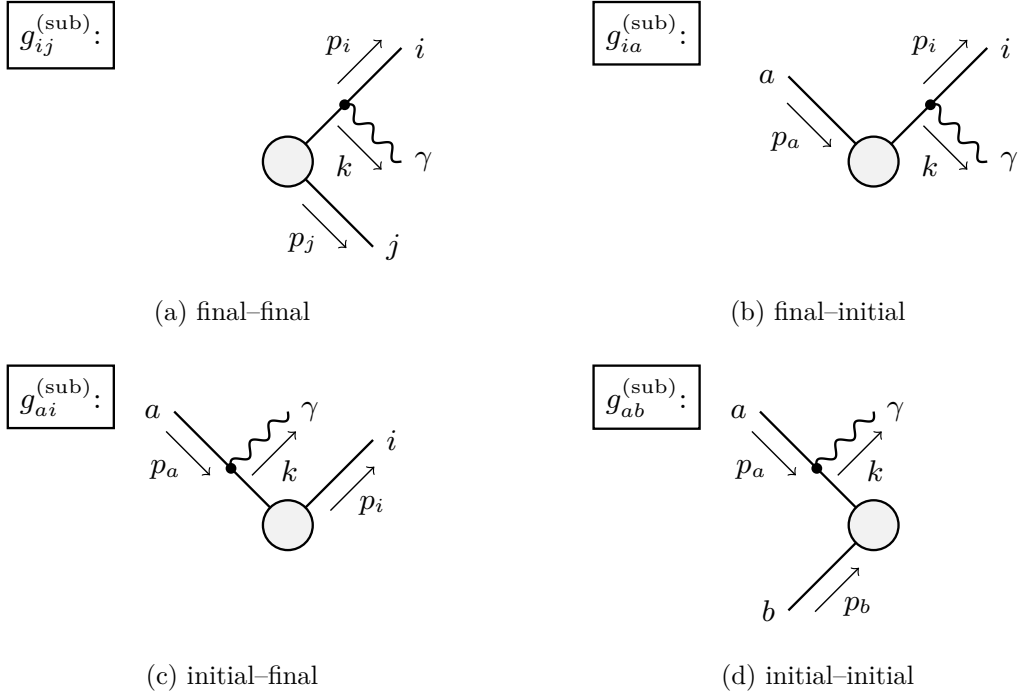 g_{ij}^{(sub)}:
p_i
i
k
γ
p_j
j
(a) final–final
g_{ia}^{(sub)}:
a
p_a
p_i
i
k
γ
(b) final–initial
g_{ai}^{(sub)}:
a
p_a
γ
k
i
p_i
(c) initial–final
g_{ab}^{(sub)}:
a
p_a
γ
k
b
p_b
(d) initial–initial